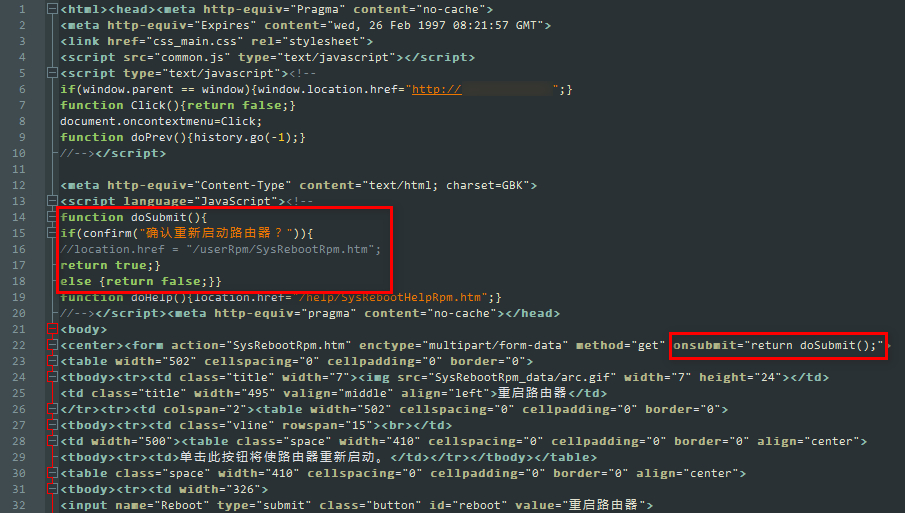 1 <html><head><meta http-equiv="Pragma" content="no-cache">
2 <meta http-equiv="Expires" content="wed, 26 Feb 1997 08:21:57 GMT">
3 <link href="css_main.css" rel="stylesheet">
4 <script src="common.js" type="text/javascript"></script>
5 <script type="text/javascript"><!--
6 if(window.parent == window){window.location.href="http:// ";}
7 function Click(){return false;}
8 document.oncontextmenu=Click;
9 function doPrev(){history.go(-1);}
10 //--></script>
11
12 <meta http-equiv="Content-Type" content="text/html; charset=GBK">
13 <script language="JavaScript"><!--
14 function doSubmit(){
15 if(confirm("确认重新启动路由器？")){
16 //location.href = "/userRpm/SysRebootRpm.htm";
17 return true;}
18 else {return false;}}
19 function doHelp(){location.href="/help/SysRebootHelpRpm.htm";}
20 //--></script><meta http-equiv="pragma" content="no-cache"></head>
21 <body>
22 <center><form action="SysRebootRpm.htm" enctype="multipart/form-data" method="get" onsubmit="return doSubmit();">
23 <table width="502" cellspacing="0" cellpadding="0" border="0">
24 <tbody><tr><td class="title" width="7"><img src="SysRebootRpm_data/arc.gif" width="7" height="24"></td>
25 <td class="title" width="495" valign="middle" align="left">重启路由器</td>
26 </tr><tr><td colspan="2"><table width="502" cellspacing="0" cellpadding="0" border="0">
27 <tbody><tr><td class="vline" rowspan="15"><br></td>
28 <td width="500"><table class="space" width="410" cellspacing="0" cellpadding="0" border="0" align="center">
29 <tbody><tr><td>单击此按钮将使路由器重新启动。</td></tr></tbody></table>
30 <table class="space" width="410" cellspacing="0" cellpadding="0" border="0" align="center">
31 <tbody><tr><td width="326">
32 <input name="Reboot" type="submit" class="button" id="reboot" value="重启路由器">